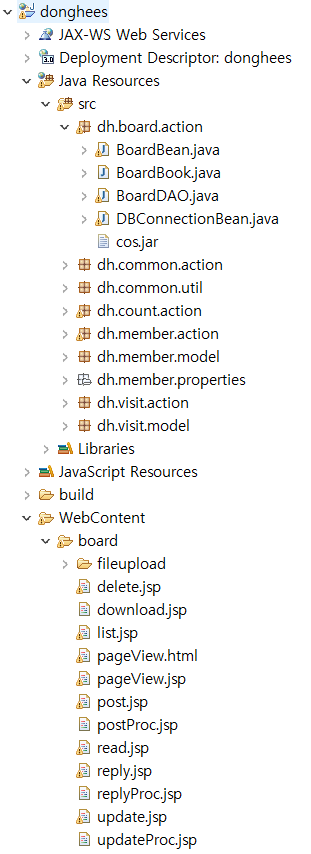 donghees
JAX-WS Web Services
Deployment Descriptor: donghees
Java Resources
src
dh.board.action
BoardBean.java
BoardBook.java
BoardDAO.java
DBConnectionBean.java
cos.jar
dh.common.action
dh.common.util
dh.count.action
dh.member.action
dh.member.model
dh.member.properties
dh.visit.action
dh.visit.model
Libraries
JavaScript Resources
build
WebContent
board
fileupload
delete.jsp
download.jsp
list.jsp
pageView.html
pageView.jsp
post.jsp
postProc.jsp
read.jsp
reply.jsp
replyProc.jsp
update.jsp
updateProc.jsp